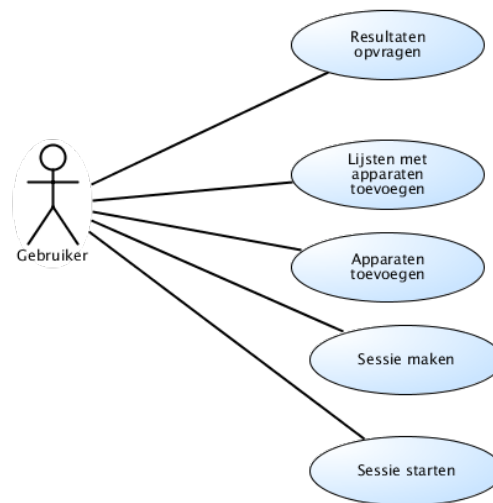 Resultaten
opvragen
Lijsten met
apparaten
toevoegen
Gebruiker
Apparaten
toevoegen
Sessie maken
Sessie starten